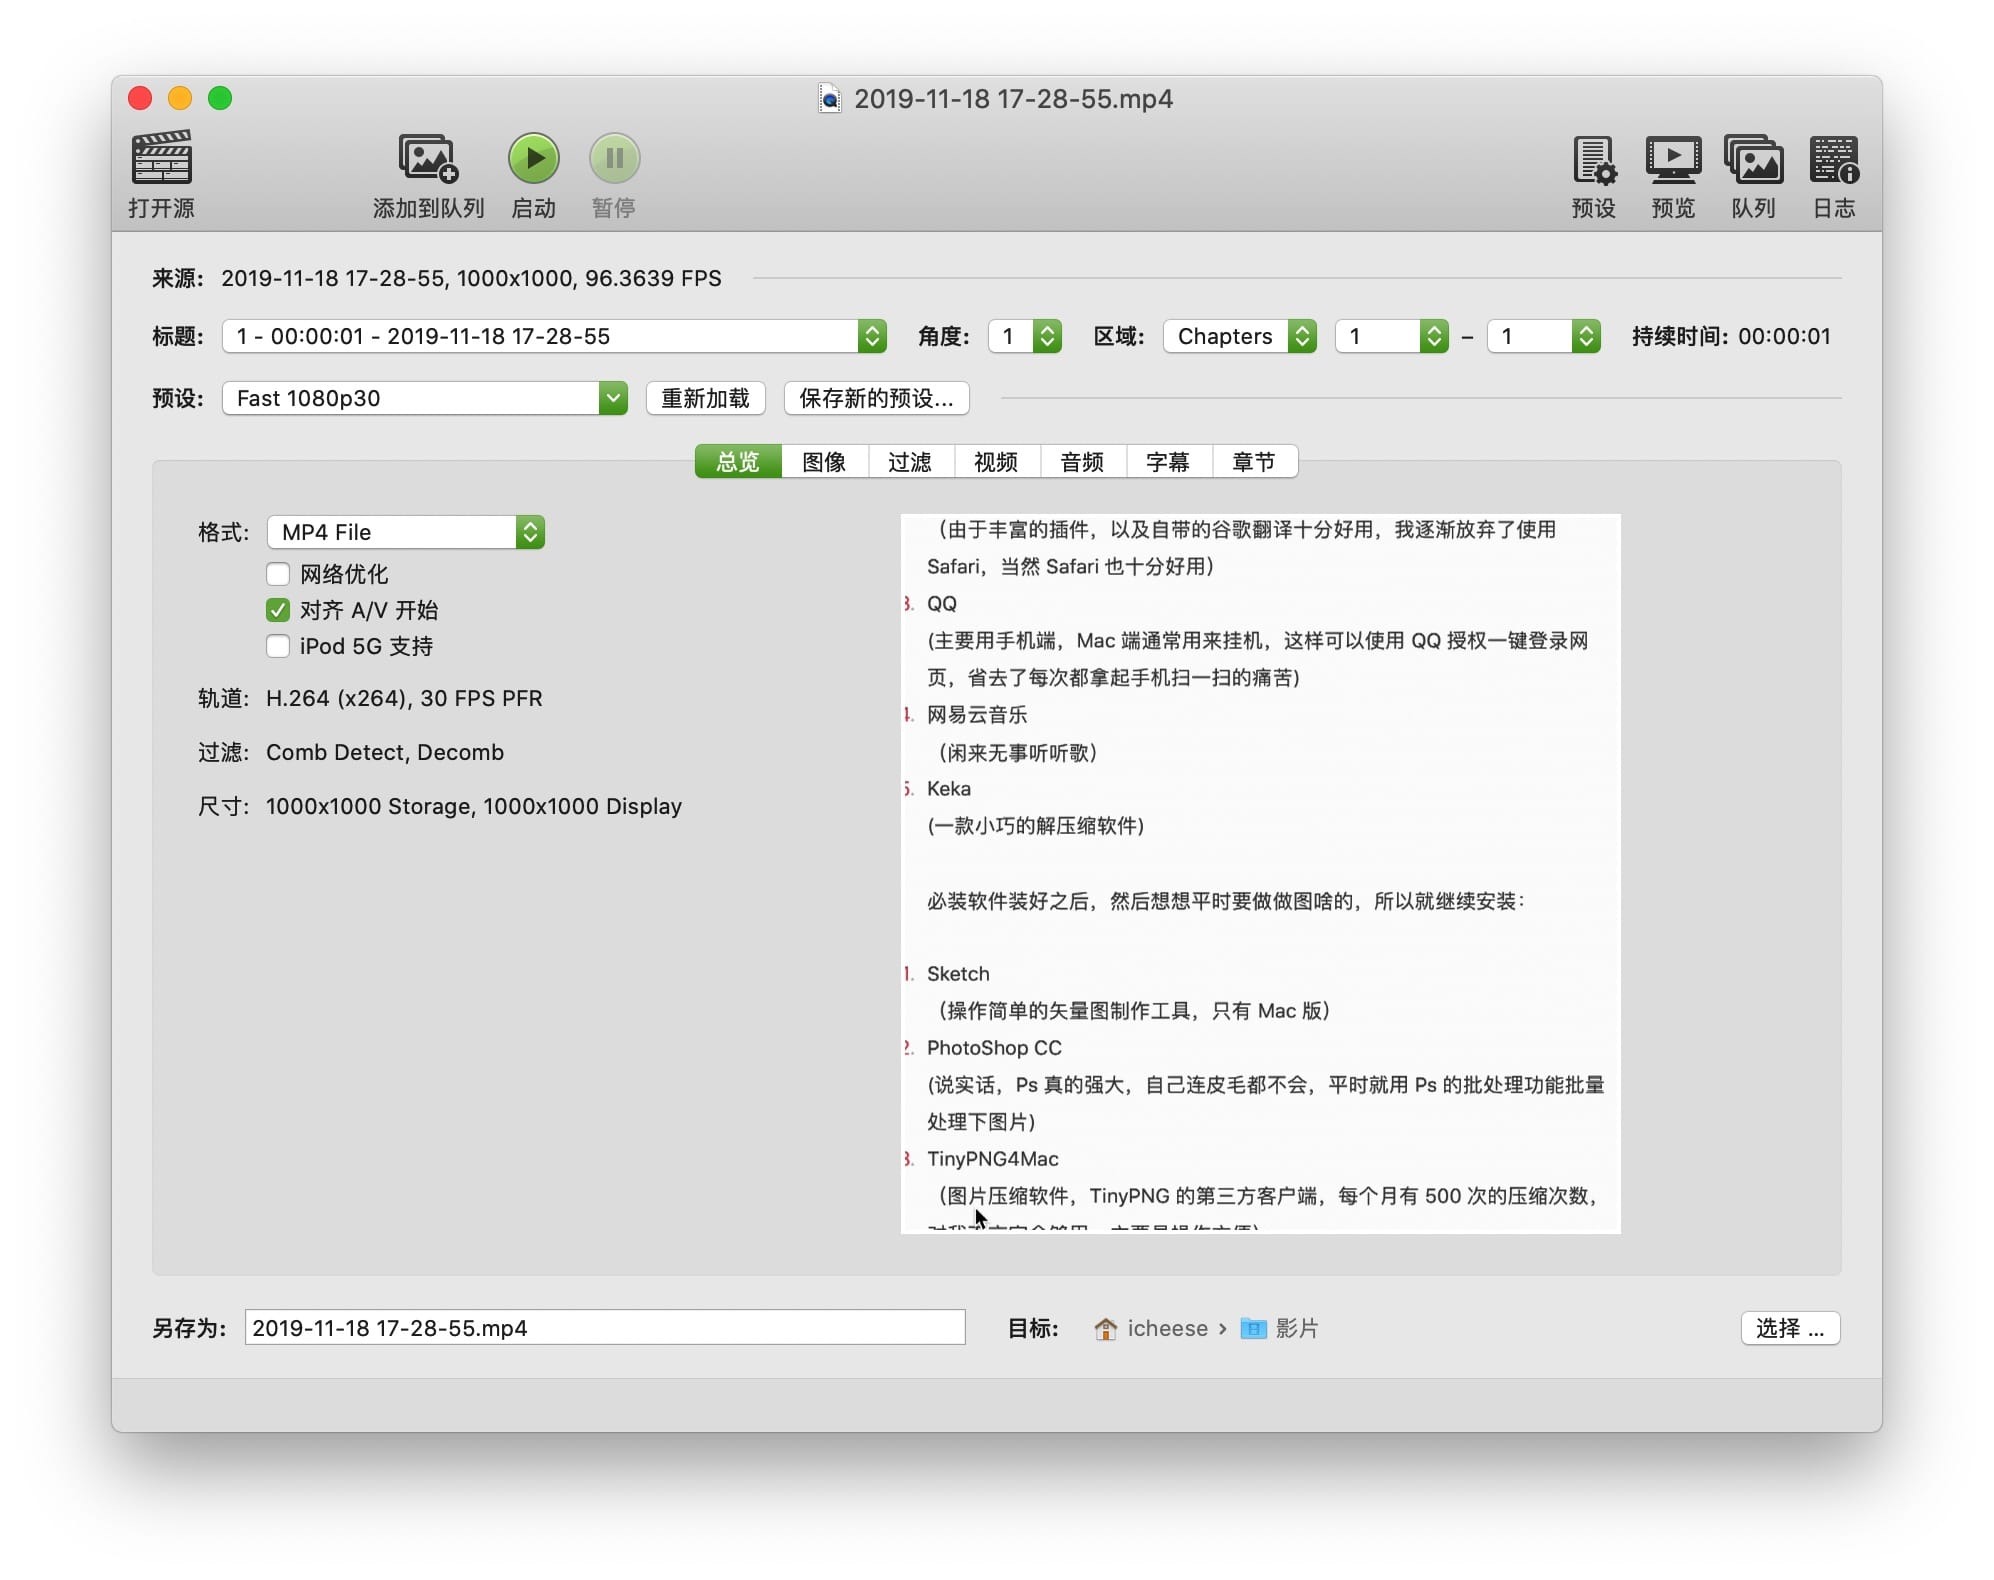 2019-11-18 17-28-55.mp4
打开源
添加到队列
启动
暂停
预设
预览
队列
日志
来源: 2019-11-18 17-28-55, 1000x1000, 96.3639 FPS
标题: 1 - 00:00:01 - 2019-11-18 17-28-55 角度: 1 区域: Chapters 1 – 1 持续时间: 00:00:01
预设: Fast 1080p30 重新加载 保存新的预设...
总览 图像 过滤 视频 音频 字幕 章节
格式: MP4 File
网络优化
对齐 A/V 开始
iPod 5G 支持
轨道: H.264 (x264), 30 FPS PFR
过滤: Comb Detect, Decomb
尺寸: 1000x1000 Storage, 1000x1000 Display
（由于丰富的插件，以及自带的谷歌翻译十分好用，我逐渐放弃了使用
Safari，当然 Safari 也十分好用）
3. QQ
(主要用手机端，Mac 端通常用来挂机，这样可以使用 QQ 授权一键登录网
页，省去了每次都拿起手机扫一扫的痛苦)
4. 网易云音乐
（闲来无事听听歌）
5. Keka
(一款小巧的解压缩软件)
必装软件装好之后，然后想想平时要做做图啥的，所以就继续安装：
1. Sketch
（操作简单的矢量图制作工具，只有 Mac 版）
2. PhotoShop CC
(说实话，Ps 真的强大，自己连皮毛都不会，平时就用 Ps 的批处理功能批量
处理下图片)
3. TinyPNG4Mac
（图片压缩软件，TinyPNG 的第三方客户端，每个月有 500 次的压缩次数，
另存为: 2019-11-18 17-28-55.mp4 目标: icheese › 影片 选择 ...